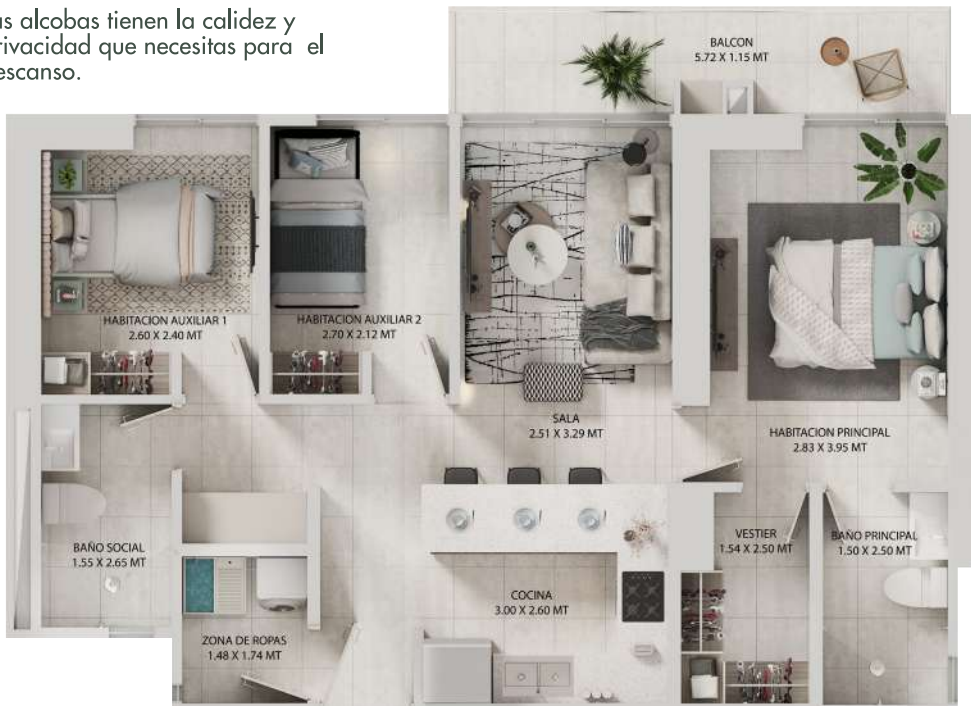 alcobas tienen la calidez y
que necesitas para el
BALCON
5.72 X 1.15 MT
HABITACION AUXILIAR 1
2.60 X 2.40 MT
HABITACION AUXILIAR 2
2.70 X 2.12 MT
SALA
2.51 X 3.29 MT
HABITACION PRINCIPAL
2.83 X 3.95 MT
BAÑO SOCIAL
1.55 X 2.65 MT
VESTIER
1.54 X 2.50 MT
BAÑO PRINCIPAL
1.50 X 2.50 MT
COCINA
3.00 X 2.60 MT
ZONA DE ROPAS
1.48 X 1.74 MT